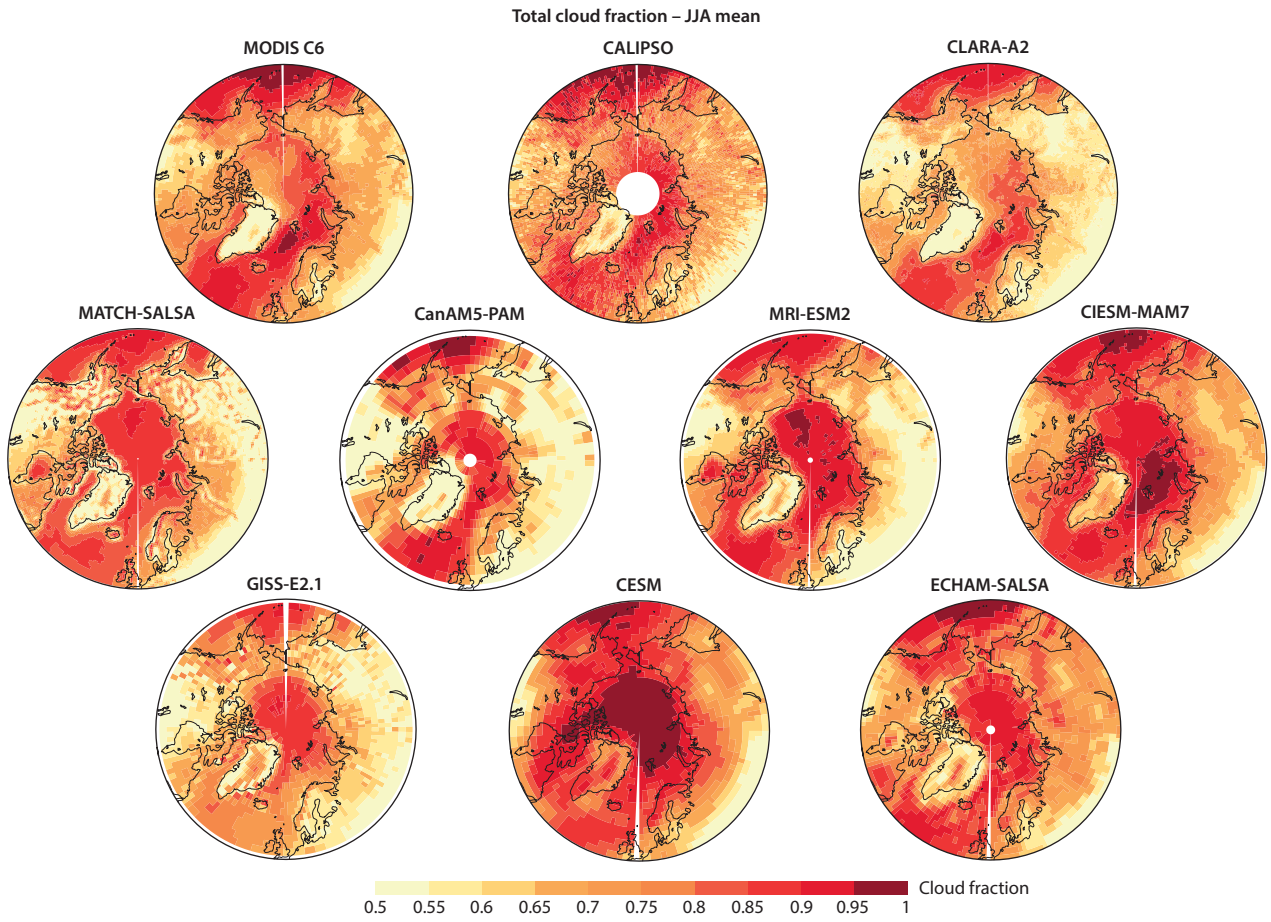 Total cloud fraction – JJA mean
MODIS C6
CALIPSO
CLARA-A2
MATCH-SALSA
CanAM5-PAM
MRI-ESM2
CIESM-MAM7
GISS-E2.1
CESM
ECHAM-SALSA
Cloud fraction
0.5 0.55 0.6 0.65 0.7 0.75 0.8 0.85 0.9 0.95 1